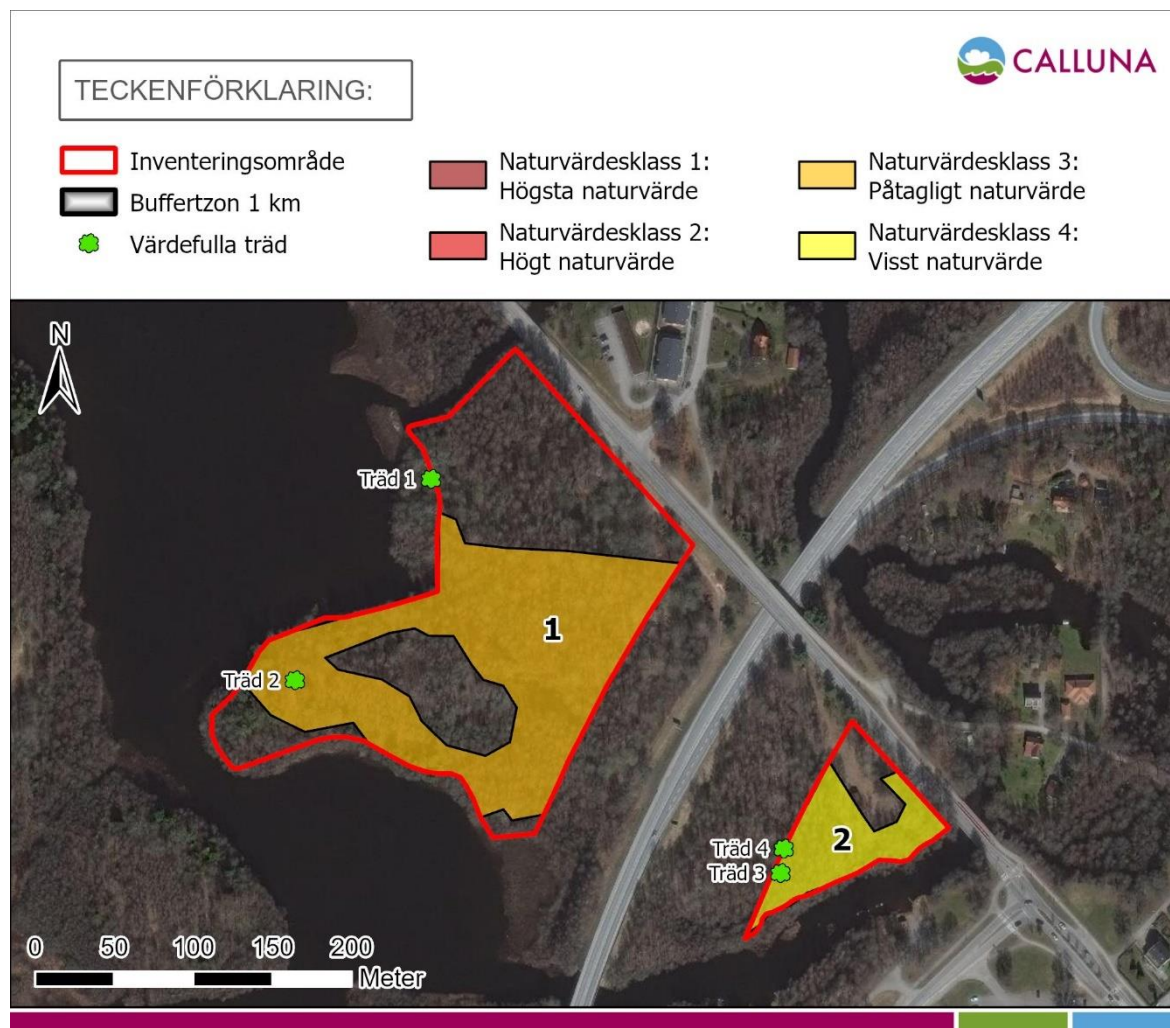 CALLUNA
TECKENFÖRKLARING:
Inventeringsområde
Buffertzon 1 km
Värdefulla träd
Naturvärdesklass 1:
Högsta naturvärde
Naturvärdesklass 2:
Högt naturvärde
Naturvärdesklass 3:
Påtagligt naturvärde
Naturvärdesklass 4:
Visst naturvärde
N
Träd 1
1
Träd 2
2
Träd 4
Träd 3
0 50 100 150 200
Meter